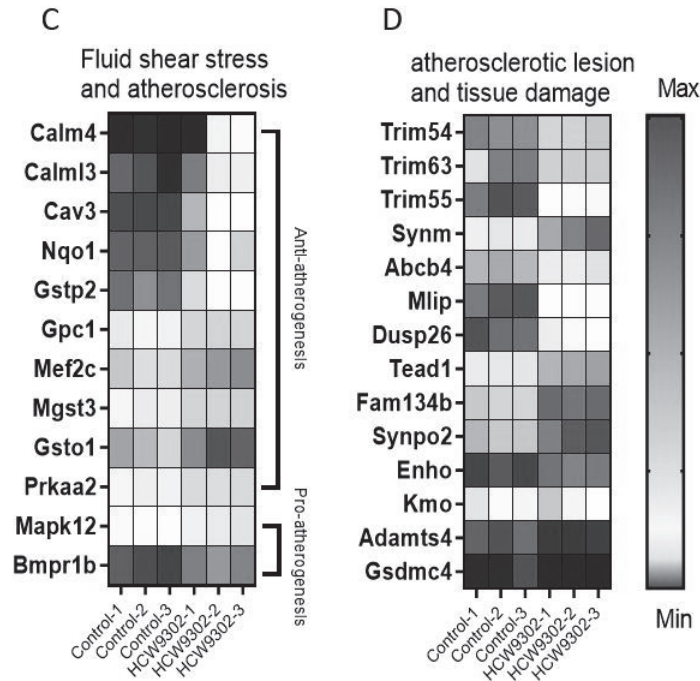 C
Fluid shear stress
and atherosclerosis
Calm4
Calml3
Cav3
Nqo1
Gstp2
Gpc1
Mef2c
Mgst3
Gsto1
Prkaa2
Mapk12
Bmpr1b
Anti-atherogenesis
Pro-atherogenesis
Control-1
Control-2
Control-3
HCW9302-1
HCW9302-2
HCW9302-3
D
atherosclerotic lesion
and tissue damage
Trim54
Trim63
Trim55
Synm
Abcb4
Mlip
Dusp26
Tead1
Fam134b
Synpo2
Enho
Kmo
Adamts4
Gsdmc4
Control-1
Control-2
Control-3
HCW9302-1
HCW9302-2
HCW9302-3
Max
Min